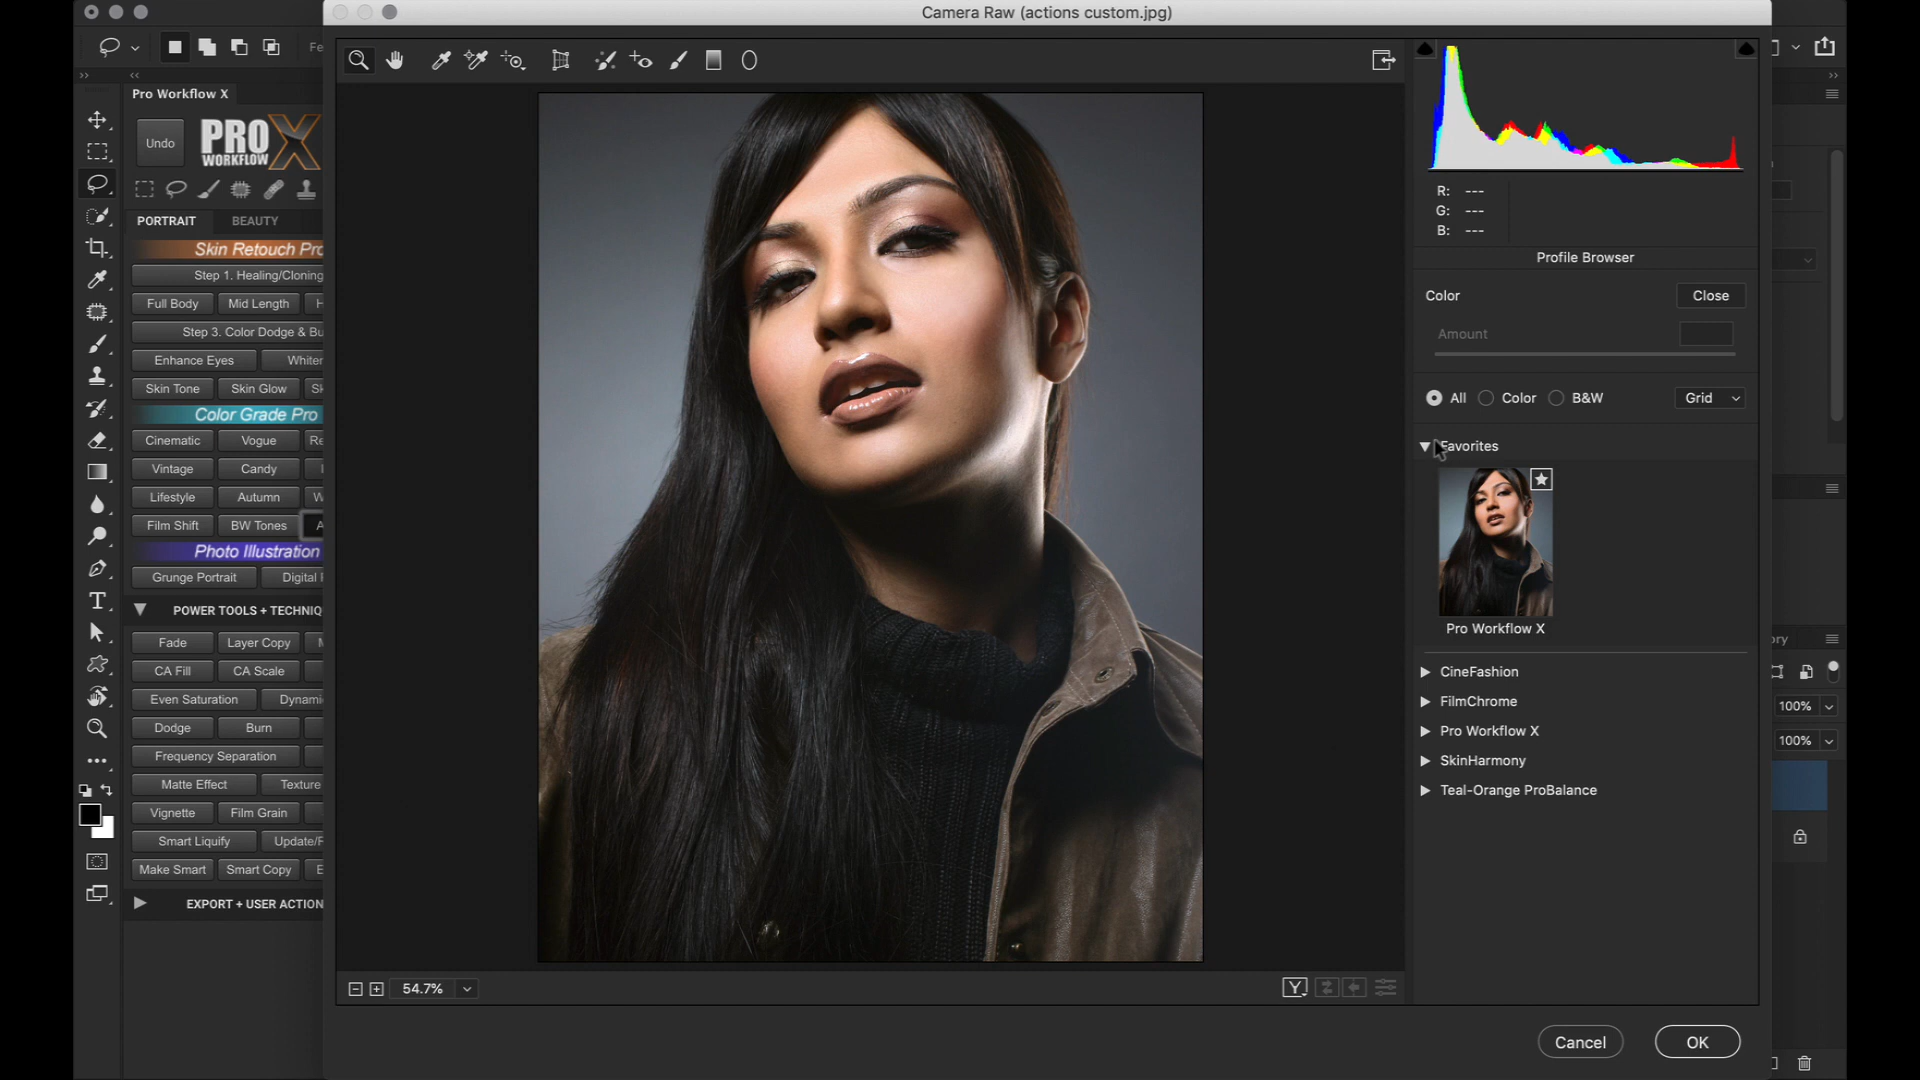 Camera Raw (actions custom.jpg)
Fe
Pro Workflow X
Undo
PRO X
WORKFLOW
PORTRAIT
BEAUTY
Skin Retouch Pro
Step 1. Healing/Cloning
Full Body
Mid Length
H
Step 3. Color Dodge & Bu
Enhance Eyes
Whiten
Skin Tone
Skin Glow
Sk
Color Grade Pro
Cinematic
Vogue
Re
Vintage
Candy
Lifestyle
Autumn
W
Film Shift
BW Tones
A
Photo Illustration
Grunge Portrait
Digital
POWER TOOLS + TECHNIQ
Fade
Layer Copy
M
CA Fill
CA Scale
Even Saturation
Dynami
Dodge
Burn
Frequency Separation
Matte Effect
Texture
Vignette
Film Grain
Smart Liquify
Update/F
Make Smart
Smart Copy
E
EXPORT + USER ACTION
54.7%
Y
R: ---
G: ---
B: ---
Profile Browser
Color
Close
Amount
All
Color
B&W
Grid
Favorites
Pro Workflow X
CineFashion
FilmChrome
Pro Workflow X
SkinHarmony
Teal-Orange ProBalance
Cancel
OK
ory
100%
100%